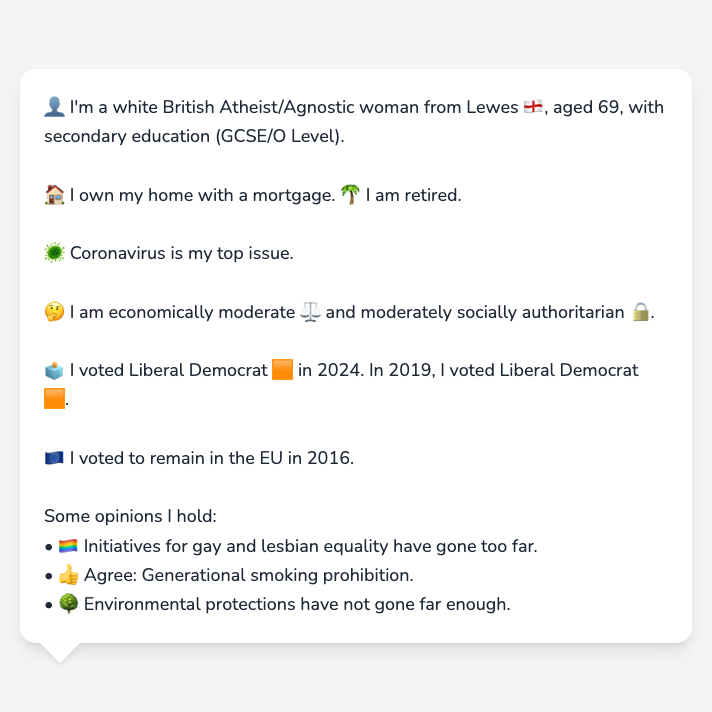 👤 I'm a white British Atheist/Agnostic woman from Lewes 🏴󠁧󠁢󠁥󠁮󠁧󠁿, aged 69, with
secondary education (GCSE/O Level).
🏠 I own my home with a mortgage. 🌴 I am retired.
🦠 Coronavirus is my top issue.
🤔 I am economically moderate ⚖️ and moderately socially authoritarian 🔒.
🗳️ I voted Liberal Democrat 🟧 in 2024. In 2019, I voted Liberal Democrat
🟧.
🇪🇺 I voted to remain in the EU in 2016.
Some opinions I hold:
• 🏳️‍🌈 Initiatives for gay and lesbian equality have gone too far.
• 👍 Agree: Generational smoking prohibition.
• 🌳 Environmental protections have not gone far enough.